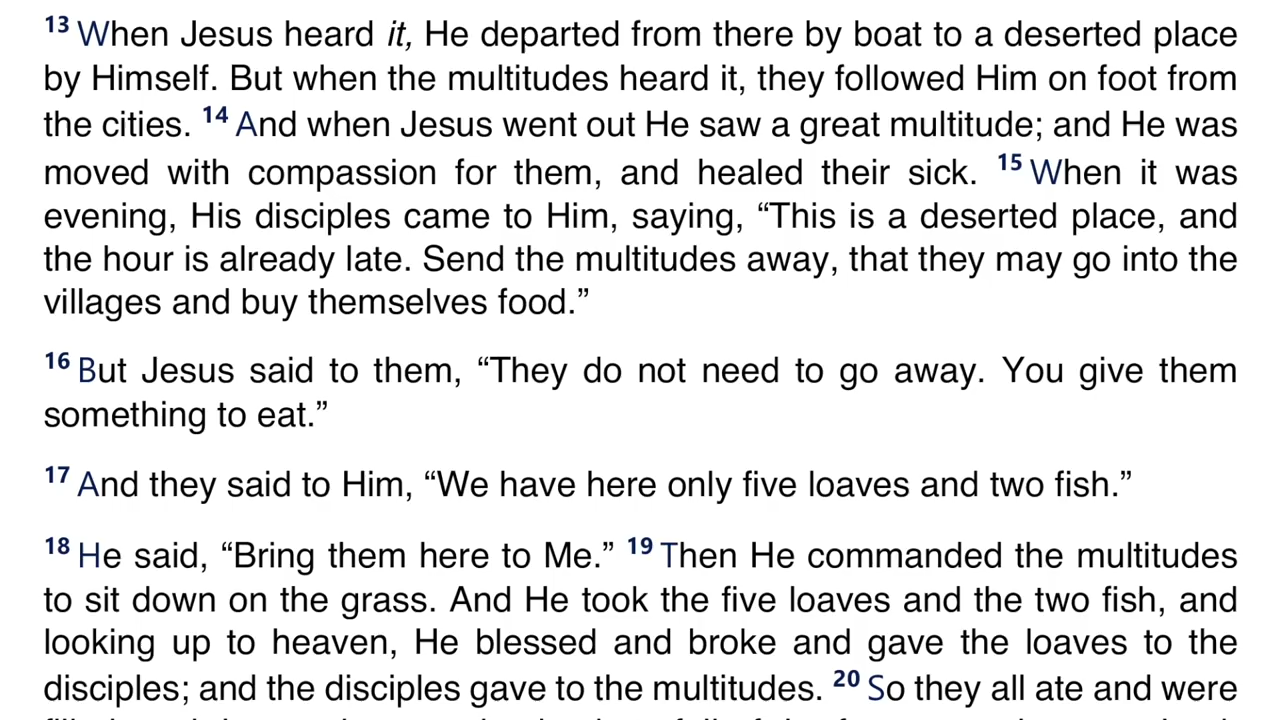 13 When Jesus heard it, He departed from there by boat to a deserted place
by Himself. But when the multitudes heard it, they followed Him on foot from
the cities. 14 And when Jesus went out He saw a great multitude; and He was
moved with compassion for them, and healed their sick. 15 When it was
evening, His disciples came to Him, saying, “This is a deserted place, and
the hour is already late. Send the multitudes away, that they may go into the
villages and buy themselves food.”
16 But Jesus said to them, “They do not need to go away. You give them
something to eat.”
17 And they said to Him, “We have here only five loaves and two fish.”
18 He said, “Bring them here to Me.” 19 Then He commanded the multitudes
to sit down on the grass. And He took the five loaves and the two fish, and
looking up to heaven, He blessed and broke and gave the loaves to the
disciples; and the disciples gave to the multitudes. 20 So they all ate and were